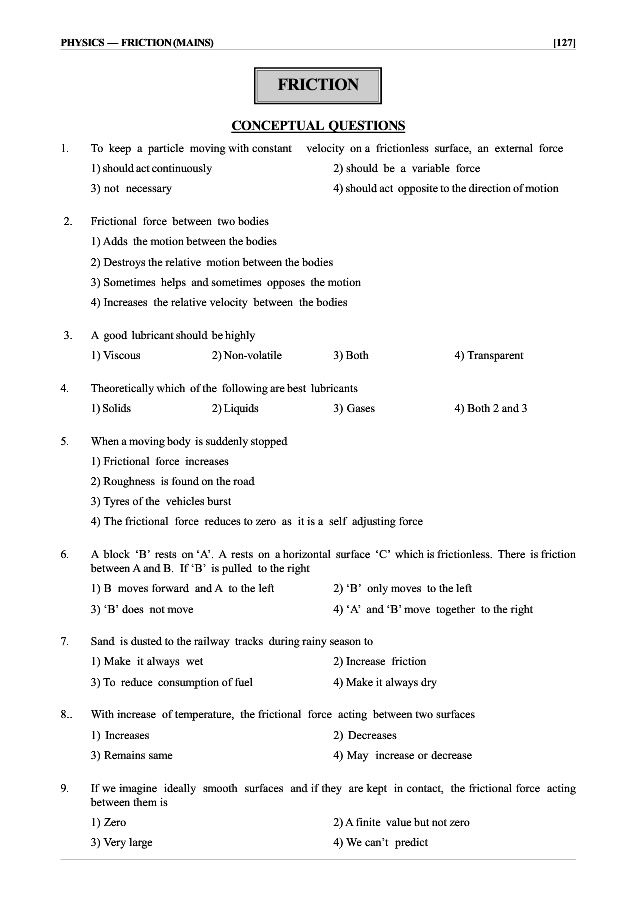 PHYSICS — FRICTION (MAINS) [127]
FRICTION
CONCEPTUAL QUESTIONS
1. To keep a particle moving with constant velocity on a frictionless surface, an external force
1) should act continuously 2) should be a variable force
3) not necessary 4) should act opposite to the direction of motion
2. Frictional force between two bodies
1) Adds the motion between the bodies
2) Destroys the relative motion between the bodies
3) Sometimes helps and sometimes opposes the motion
4) Increases the relative velocity between the bodies
3. A good lubricant should be highly
1) Viscous 2) Non-volatile 3) Both 4) Transparent
4. Theoretically which of the following are best lubricants
1) Solids 2) Liquids 3) Gases 4) Both 2 and 3
5. When a moving body is suddenly stopped
1) Frictional force increases
2) Roughness is found on the road
3) Tyres of the vehicles burst
4) The frictional force reduces to zero as it is a self adjusting force
6. A block ‘B’ rests on ‘A’. A rests on a horizontal surface ‘C’ which is frictionless. There is friction
between A and B. If ‘B’ is pulled to the right
1) B moves forward and A to the left 2) ‘B’ only moves to the left
3) ‘B’ does not move 4) ‘A’ and ‘B’ move together to the right
7. Sand is dusted to the railway tracks during rainy season to
1) Make it always wet 2) Increase friction
3) To reduce consumption of fuel 4) Make it always dry
8.. With increase of temperature, the frictional force acting between two surfaces
1) Increases 2) Decreases
3) Remains same 4) May increase or decrease
9. If we imagine ideally smooth surfaces and if they are kept in contact, the frictional force acting
between them is
1) Zero 2) A finite value but not zero
3) Very large 4) We can’t predict